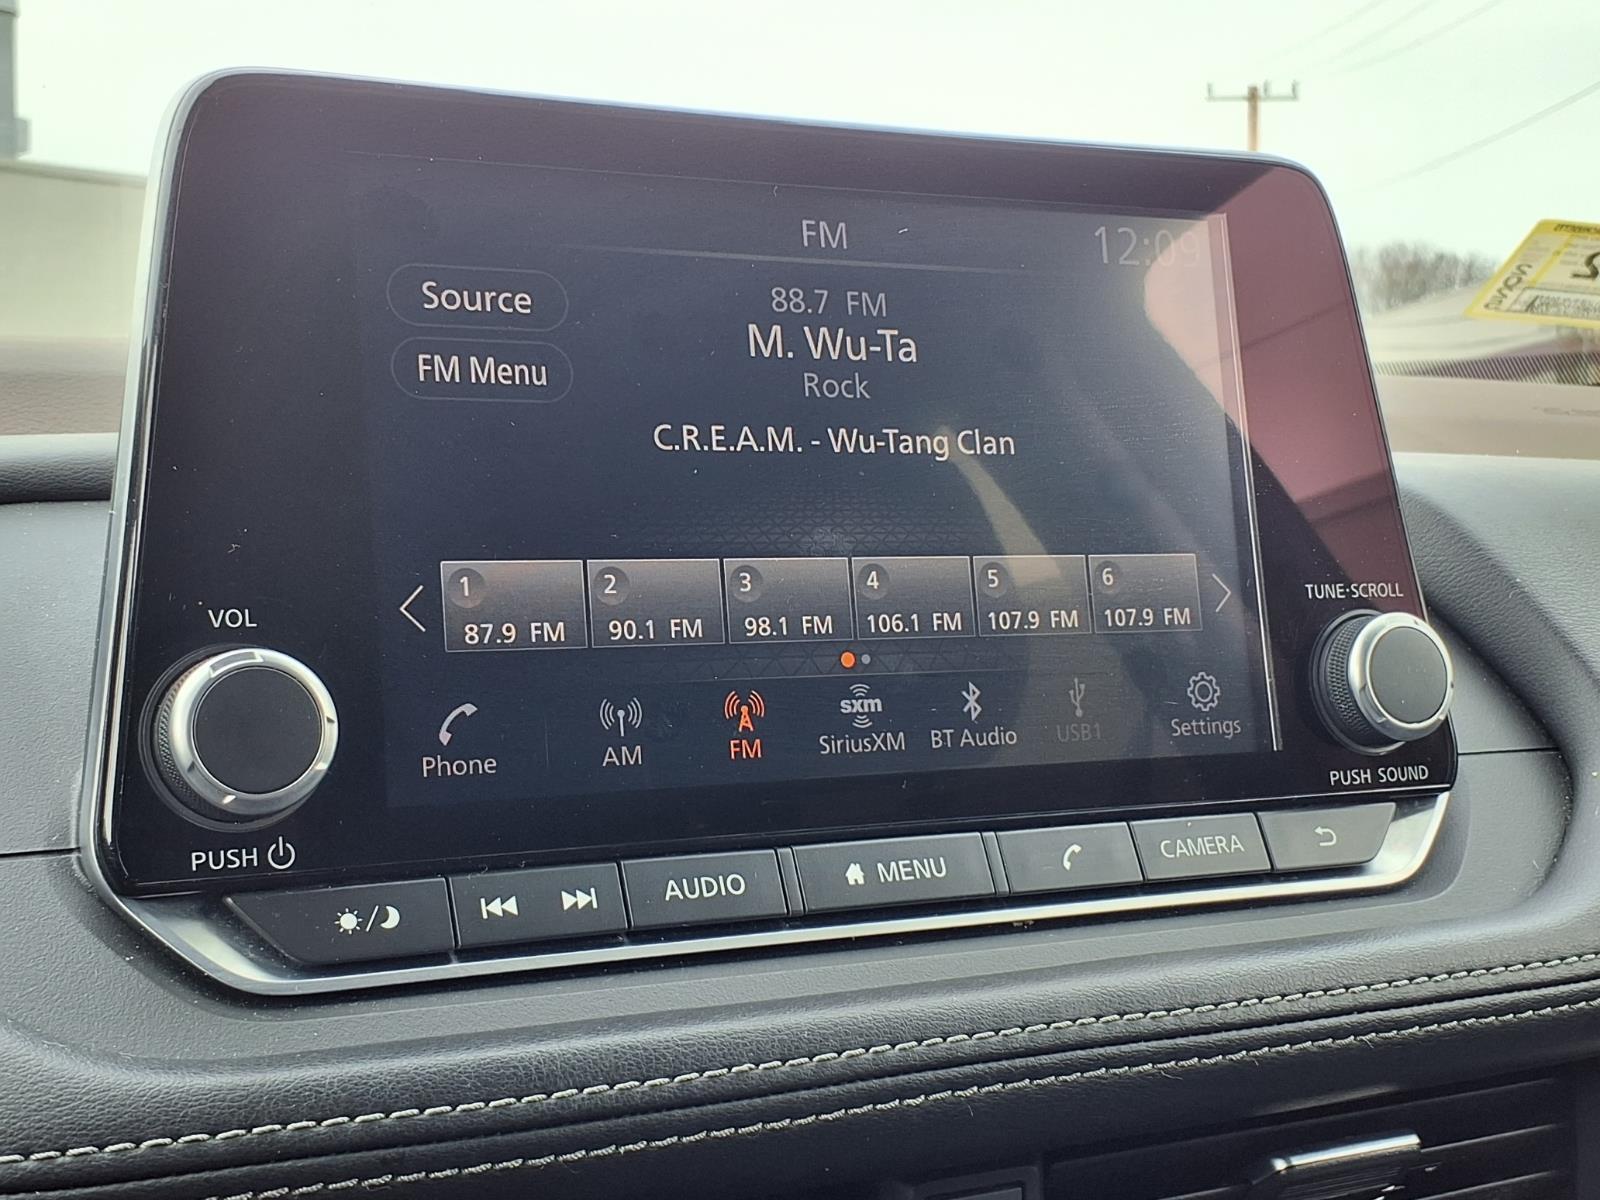 FM
12:09
Source
88.7 FM
M. Wu-Ta
FM Menu
Rock
C.R.E.A.M. - Wu-Tang Clan
1
2
3
4
5
6
87.9 FM
90.1 FM
98.1 FM
106.1 FM
107.9 FM
107.9 FM
VOL
TUNE·SCROLL
Phone
AM
FM
sxm
SiriusXM
BT Audio
USB1
Settings
PUSH
PUSH SOUND
AUDIO
MENU
CAMERA